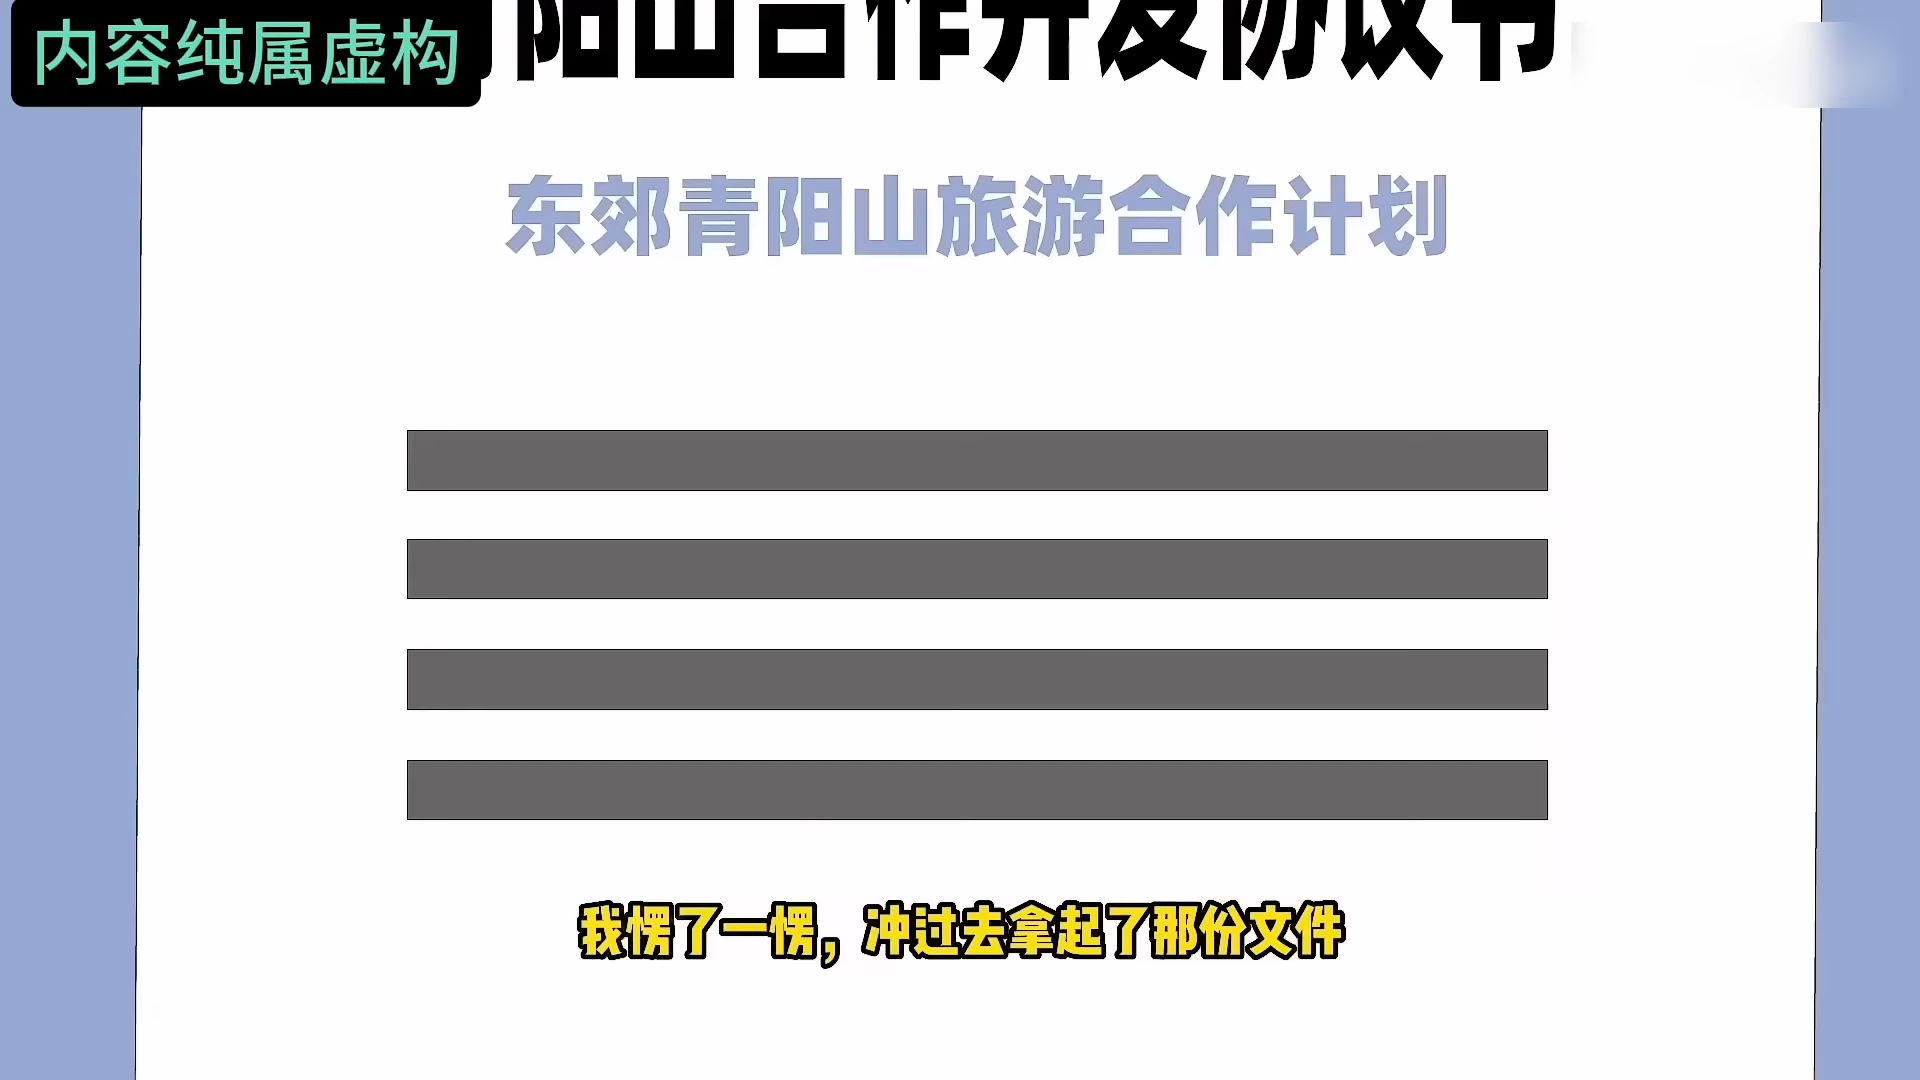 内容纯属虚构
阳山合作开发协议书
东郊青阳山旅游合作计划
我愣了一愣，冲过去拿起了那份文件